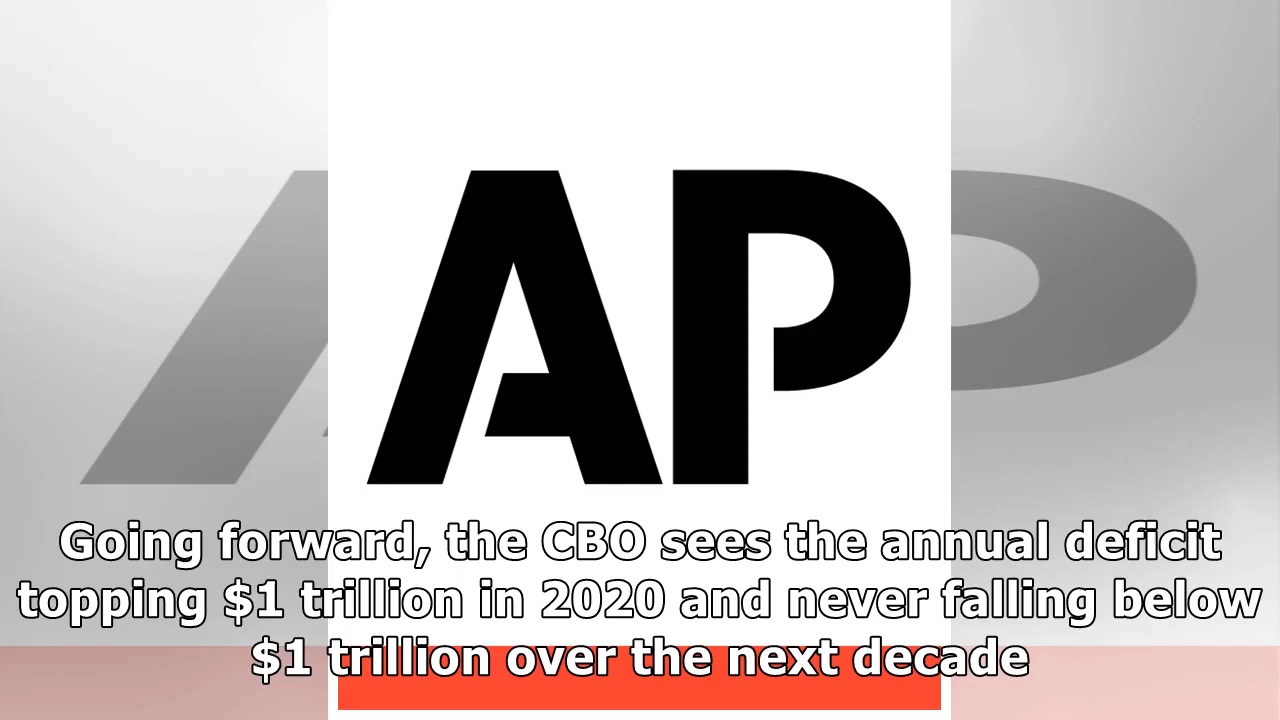 AP
Going forward, the CBO sees the annual deficit
topping $1 trillion in 2020 and never falling below
$1 trillion over the next decade